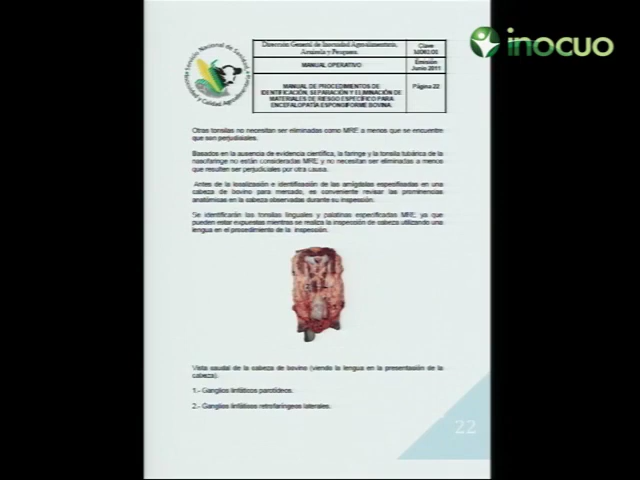 inocuo
Dirección General de Inocuidad Agroalimentaria,
Acuícola y Pesquera.
Clave
MANUAL OPERATIVO
Emisión
Junio 2011
MANUAL DE PROCEDIMIENTOS DE
IDENTIFICACIÓN, SEPARACIÓN Y ELIMINACIÓN DE
MATERIALES DE RIESGO ESPECÍFICO PARA
ENCEFALOPATÍA ESPONGIFORME BOVINA.
Página 22
Servicio Nacional de Sanidad,
Calidad
Otras tonsilas no necesitan ser eliminadas como MRE a menos que se encuentre
que son perjudiciales.
Basados en la ausencia de evidencia científica, la faringe y la tonsila tubárica de la
nasofaringe no están consideradas MRE y no necesitan ser eliminadas a menos
que resulten ser perjudiciales por otra causa.
Antes de la localización e identificación de las amígdalas especificadas en una
cabeza de bovino para mercado, es conveniente revisar las prominencias
anatómicas en la cabeza observadas durante su inspección.
Se identificarán las tonsilas linguales y palatinas especificadas MRE ya que
pueden estar expuestas mientras se realiza la inspección de cabeza utilizando una
lengua en el procedimiento de la inspección.
Vista caudal de la cabeza de bovino (viendo la lengua en la presentación de la
cabeza).
1.- Ganglios linfáticos parotídeos.
2.- Ganglios linfáticos retrofaríngeos laterales.
22